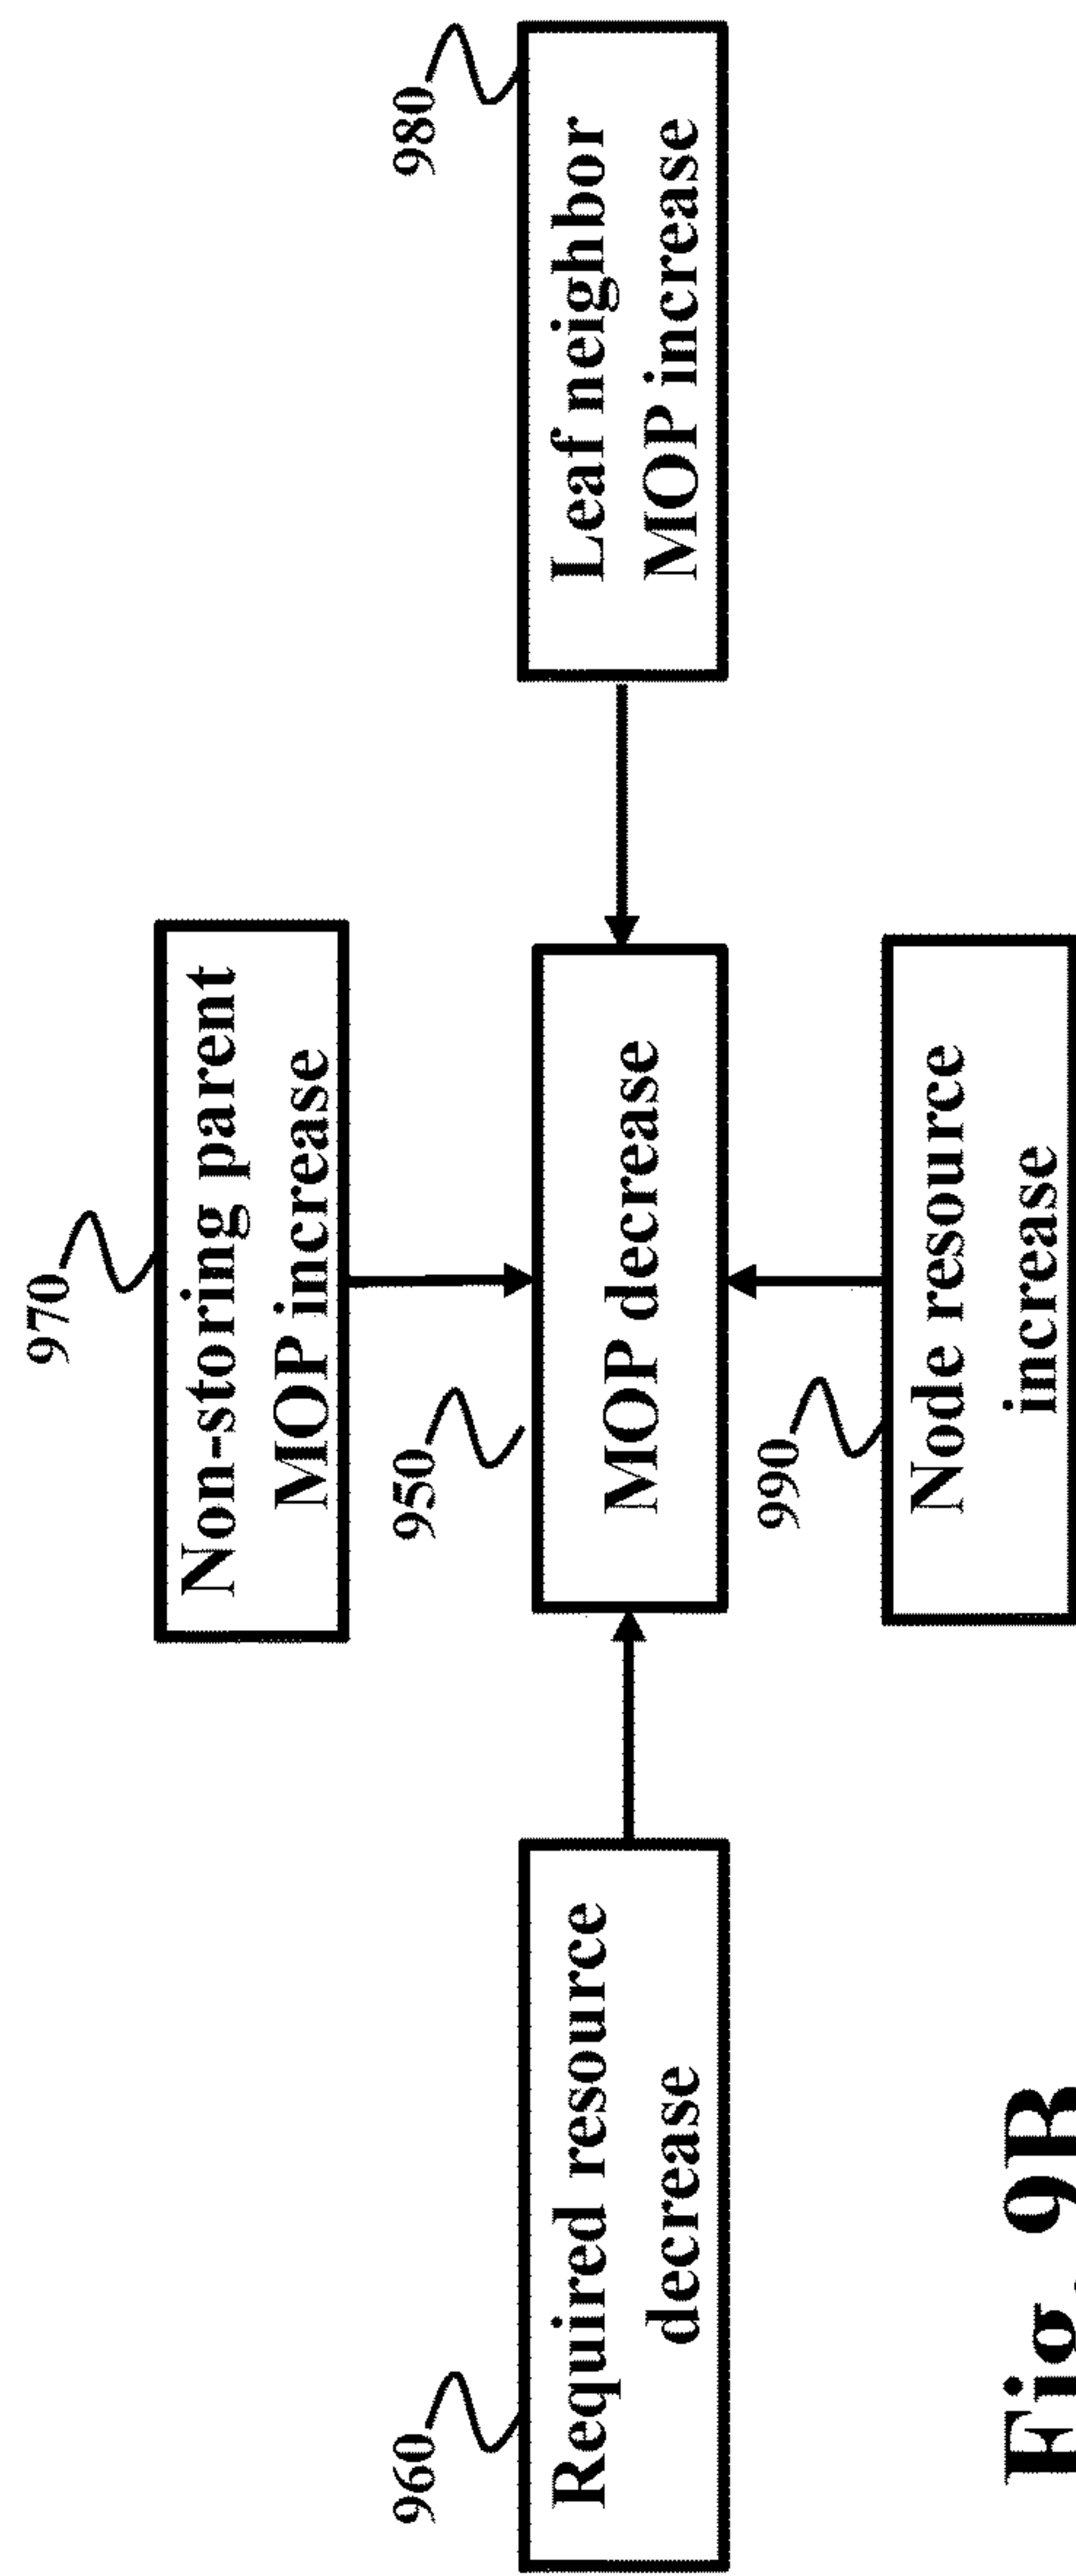 970
Non-storing parent
MOP increase
960
Required resource
decrease
950
MOP decrease
980
Leaf neighbor
MOP increase
990
Node resource
increase
Fig. 9B